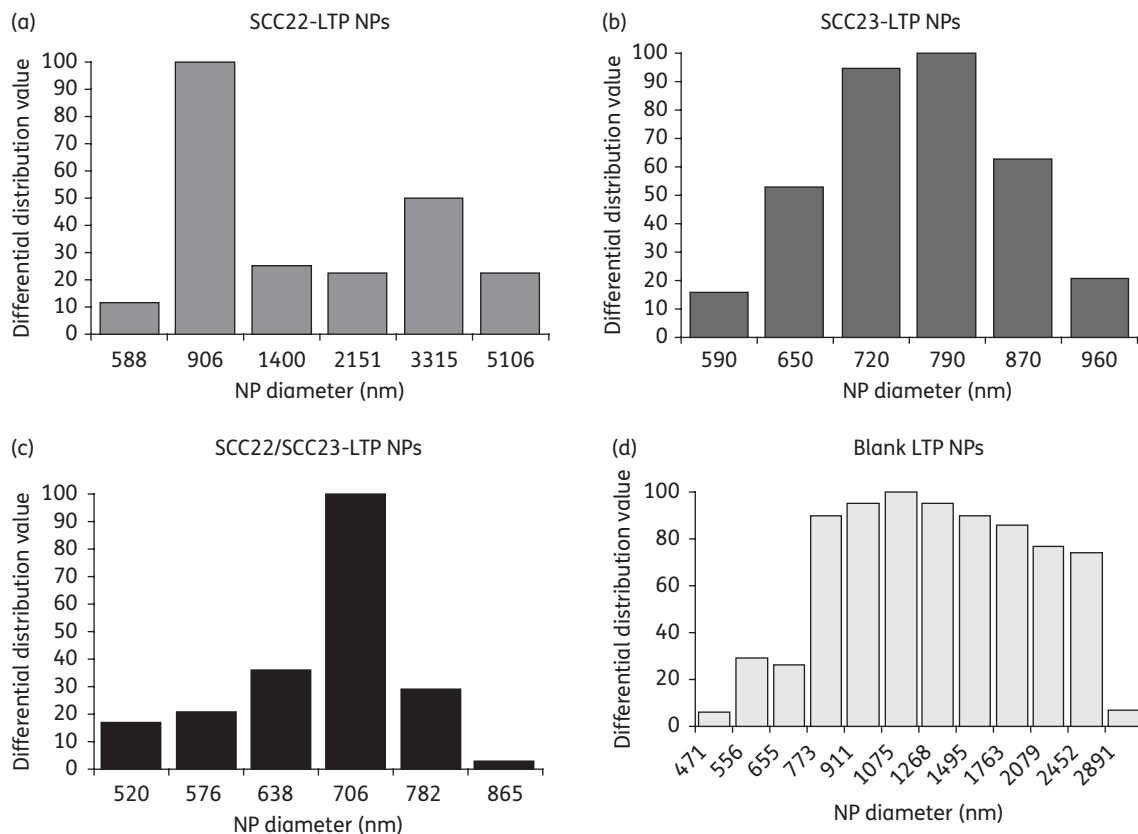 (a)
SCC22-LTP NPs
Differential distribution value
100
90
80
70
60
50
40
30
20
10
0
588 906 1400 2151 3315 5106
NP diameter (nm)
(b)
SCC23-LTP NPs
Differential distribution value
100
90
80
70
60
50
40
30
20
10
0
590 650 720 790 870 960
NP diameter (nm)
(c)
SCC22/SCC23-LTP NPs
Differential distribution value
100
90
80
70
60
50
40
30
20
10
0
520 576 638 706 782 865
NP diameter (nm)
(d)
Blank LTP NPs
Differential distribution value
100
80
60
40
20
0
471 556 655 773 911 1075 1268 1495 1763 2079 2452 2891
NP diameter (nm)